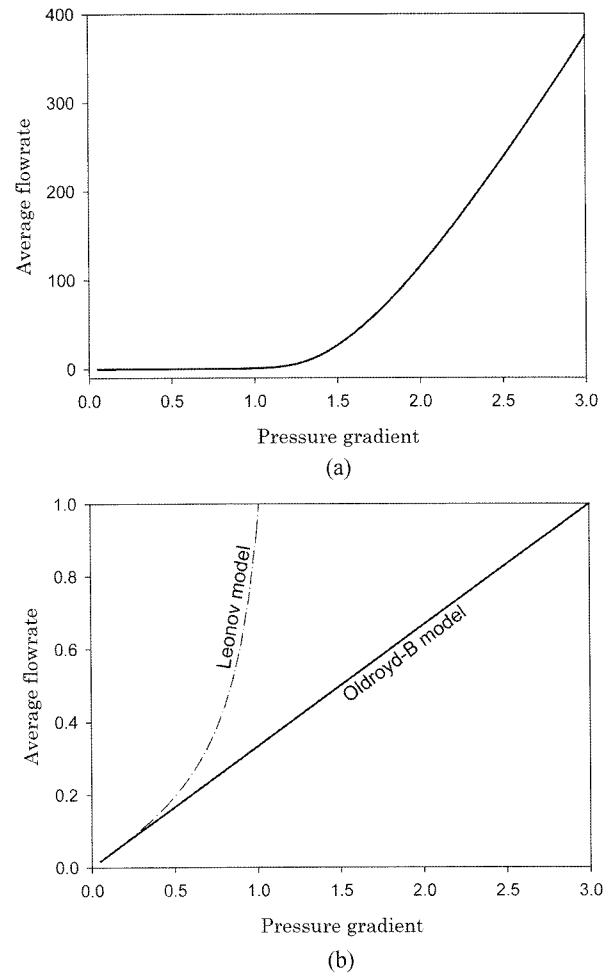 400
300
200
100
0
Average flowrate
0.0 0.5 1.0 1.5 2.0 2.5 3.0
Pressure gradient
(a)
1.0
0.8
0.6
0.4
0.2
0.0
Average flowrate
Leonov model
Oldroyd-B model
0.0 0.5 1.0 1.5 2.0 2.5 3.0
Pressure gradient
(b)